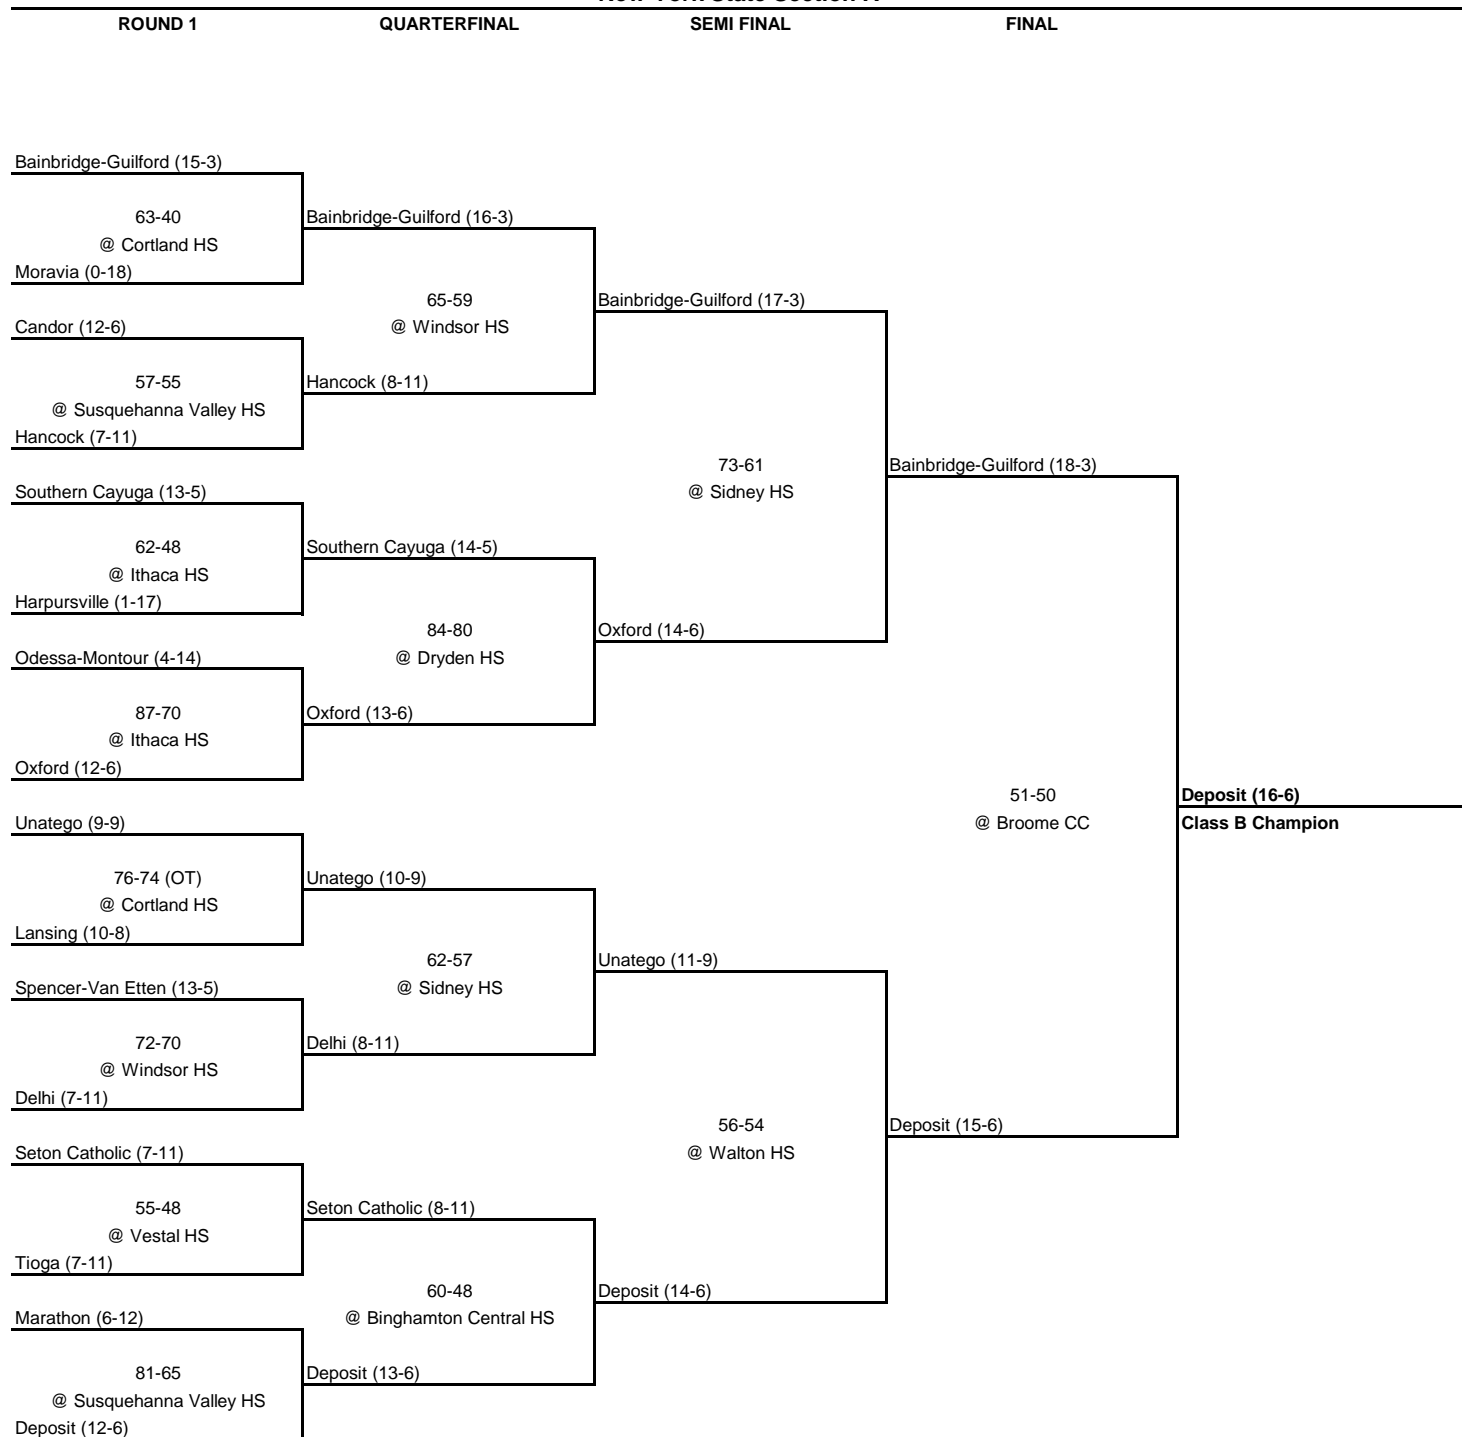 ROUND 1 QUARTERFINAL SEMI FINAL FINAL
Bainbridge-Guilford (15-3)
63-40 Bainbridge-Guilford (16-3)
@ Cortland HS
Moravia (0-18)
65-59 Bainbridge-Guilford (17-3)
Candor (12-6) @ Windsor HS
57-55 Hancock (8-11)
@ Susquehanna Valley HS
Hancock (7-11)
73-61 Bainbridge-Guilford (18-3)
Southern Cayuga (13-5) @ Sidney HS
62-48 Southern Cayuga (14-5)
@ Ithaca HS
Harpursville (1-17)
84-80 Oxford (14-6)
Odessa-Montour (4-14) @ Dryden HS
87-70 Oxford (13-6)
@ Ithaca HS
Oxford (12-6)
51-50 Deposit (16-6)
Unatego (9-9) @ Broome CC Class B Champion
76-74 (OT) Unatego (10-9)
@ Cortland HS
Lansing (10-8)
62-57 Unatego (11-9)
Spencer-Van Etten (13-5) @ Sidney HS
72-70 Delhi (8-11)
@ Windsor HS
Delhi (7-11)
56-54 Deposit (15-6)
Seton Catholic (7-11) @ Walton HS
55-48 Seton Catholic (8-11)
@ Vestal HS
Tioga (7-11)
60-48 Deposit (14-6)
Marathon (6-12) @ Binghamton Central HS
81-65 Deposit (13-6)
@ Susquehanna Valley HS
Deposit (12-6)